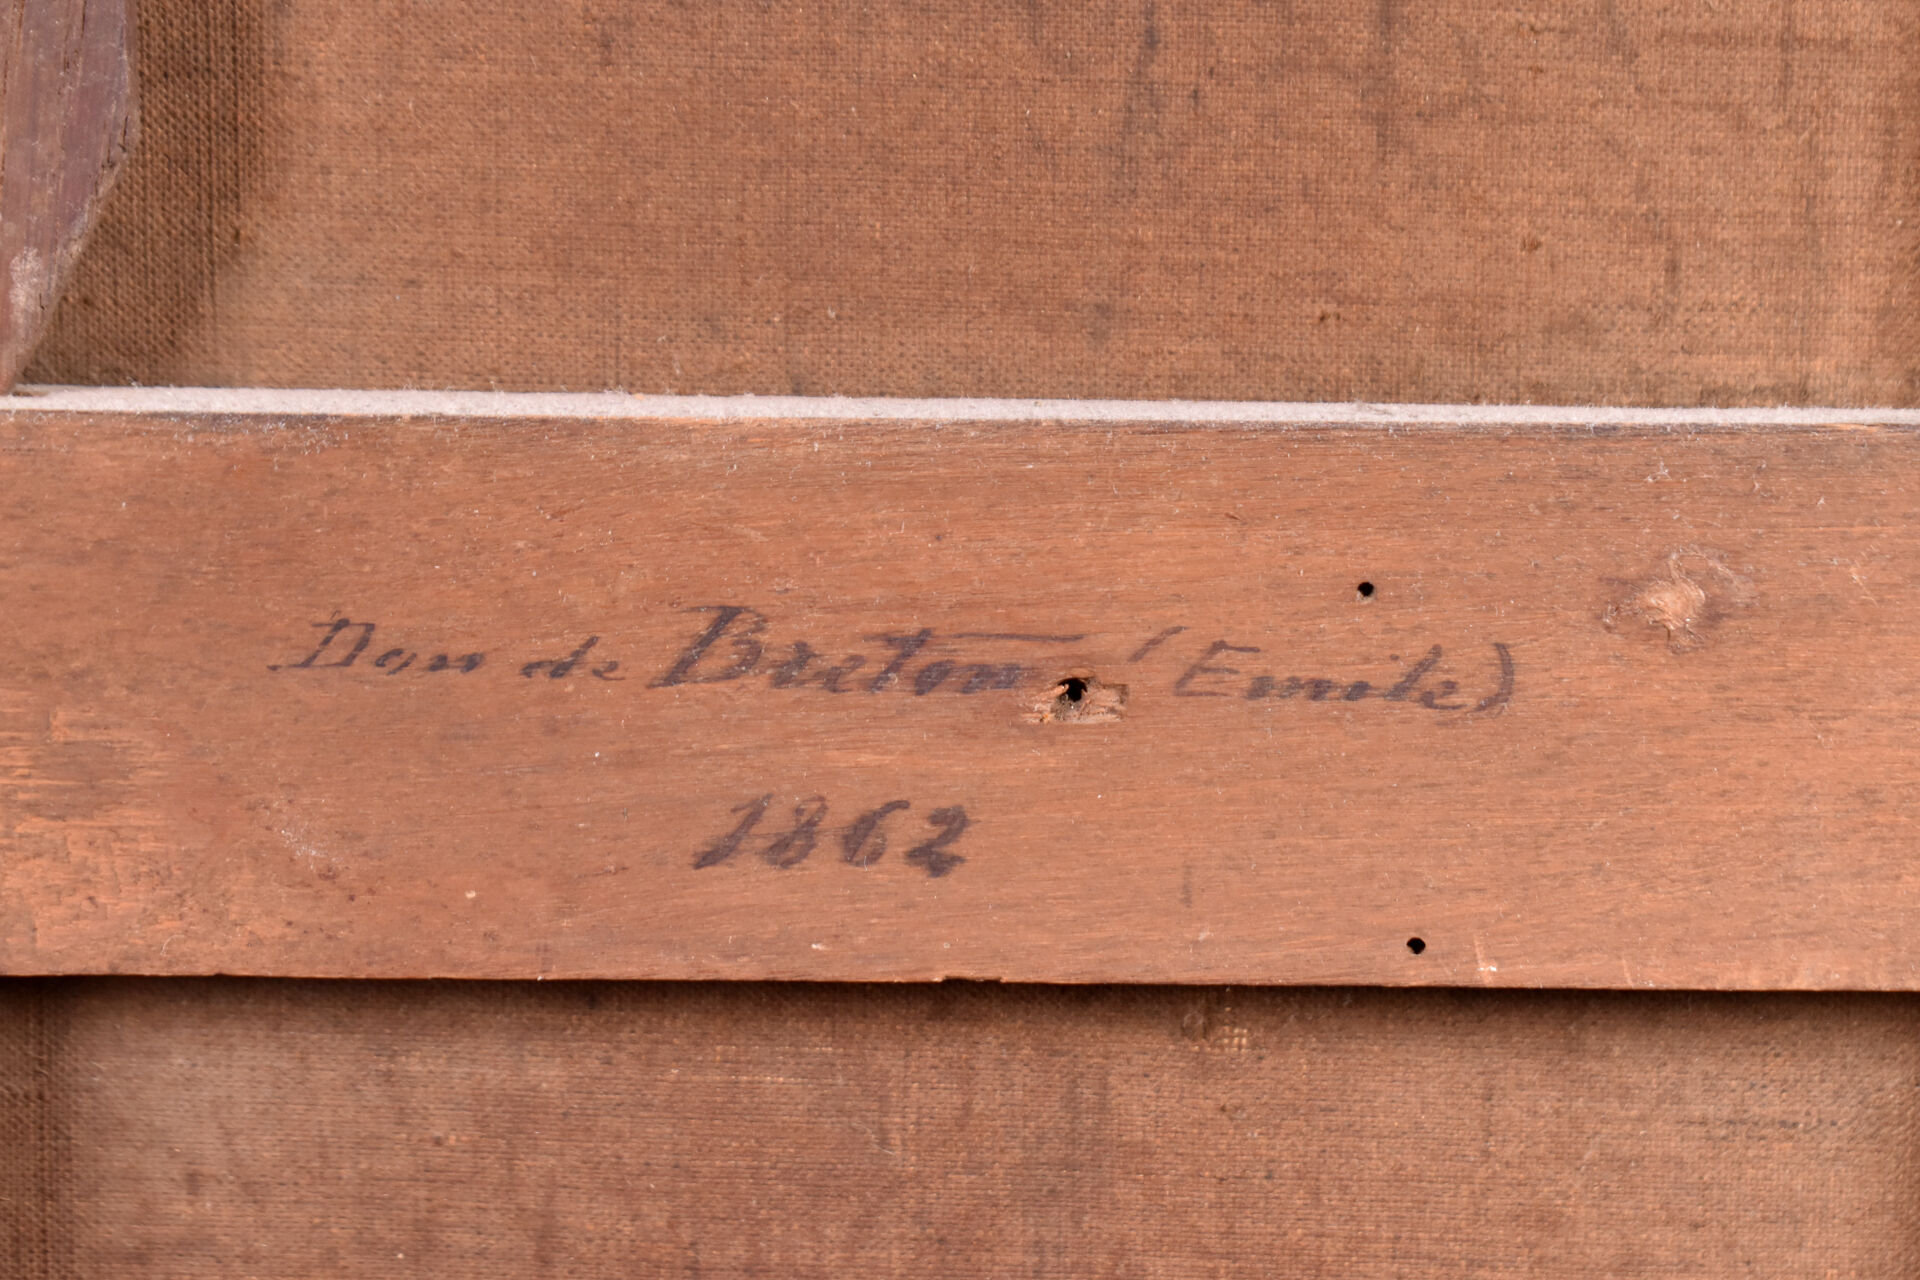 Don de Breton (Emile)
1862